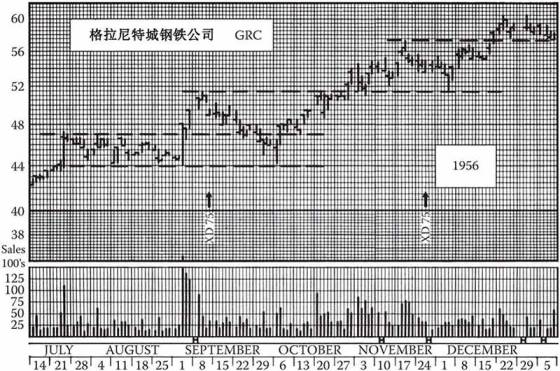 60
格拉尼特城钢铁公司 GRC
56
52
48
44
1956
40
XD 75
XD 75
38
Sales
100's
125
100
75
50
25
JULY AUGUST SEPTEMBER OCTOBER NOVEMBER DECEMBER
14 21 28 4 11 18 25 1 8 15 22 29 6 13 20 27 3 10 17 24 1 8 15 22 29 5